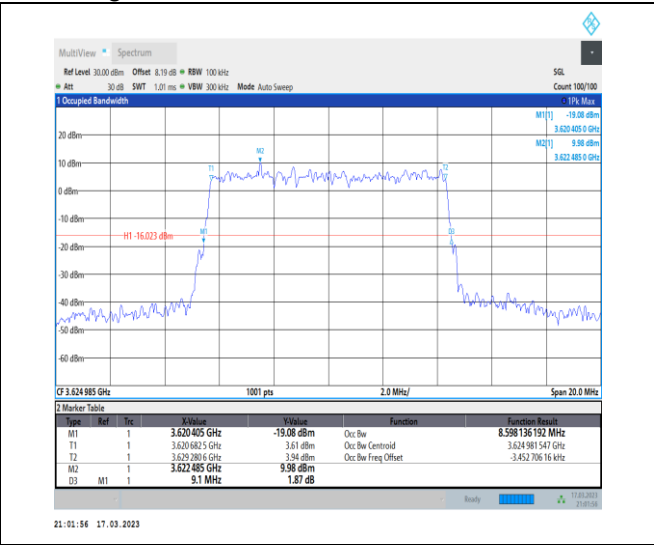 MultiView Spectrum
Ref Level 30.00 dBm Offset 8.19 dB RBW 100 kHz SGL
Att 30 dB SWT 1.01 ms VBW 300 kHz Mode Auto Sweep Count 100/100
1 Occupied Bandwidth 1Pk Max
M1[1] -19.08 dBm
3.620 405 0 GHz
M2[1] 9.98 dBm
3.622 485 0 GHz
20 dBm
M2
10 dBm
T1 T2
0 dBm
-10 dBm
H1 -16.023 dBm M1 D3
-20 dBm
-30 dBm
-40 dBm
-50 dBm
-60 dBm
CF 3.624 985 GHz 1001 pts 2.0 MHz/ Span 20.0 MHz
2 Marker Table
Type Ref Trc X-Value Y-Value Function Function Result
M1 1 3.620 405 GHz -19.08 dBm Occ Bw 8.598 136 192 MHz
T1 1 3.620 682 5 GHz 3.61 dBm Occ Bw Centroid 3.624 981 547 GHz
T2 1 3.629 280 6 GHz 3.94 dBm Occ Bw Freq Offset -3.452 706 16 kHz
M2 1 3.622 485 GHz 9.98 dBm
D3 M1 1 9.1 MHz 1.87 dB
Ready 17.03.2023
21:01:56
21:01:56 17.03.2023